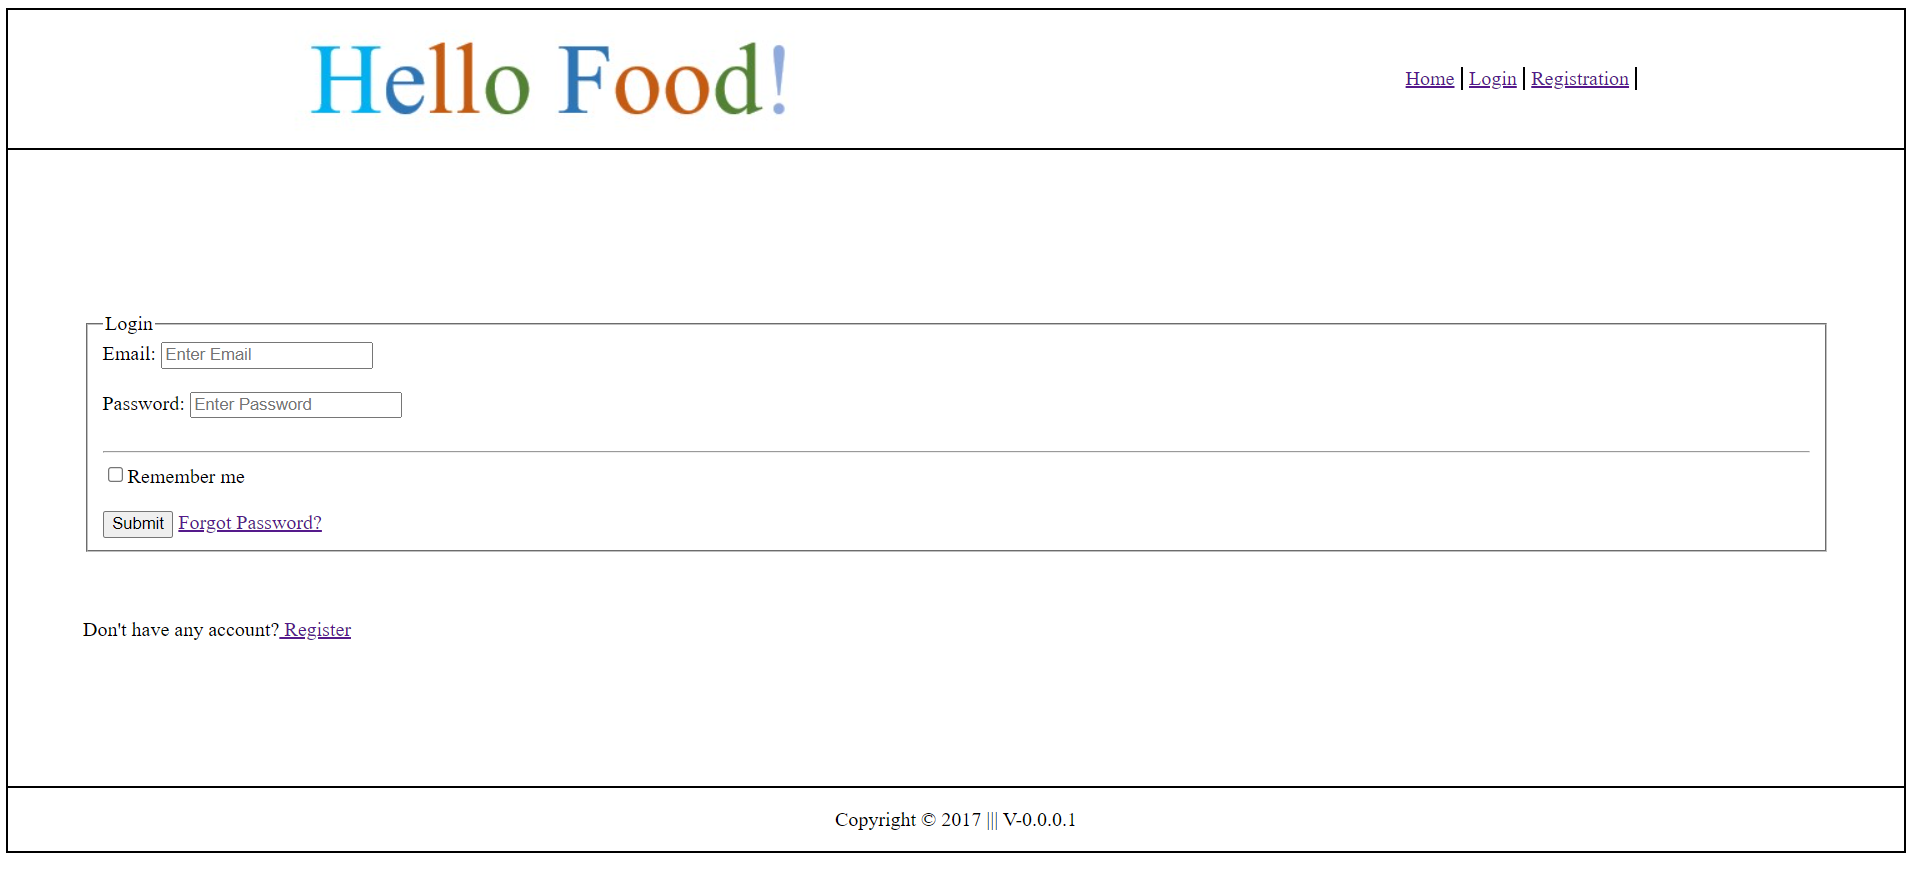 Hello Food!
Home | Login | Registration |
Login
Email: Enter Email
Password: Enter Password
Remember me
Submit Forgot Password?
Don't have any account? Register
Copyright © 2017 ||| V-0.0.0.1